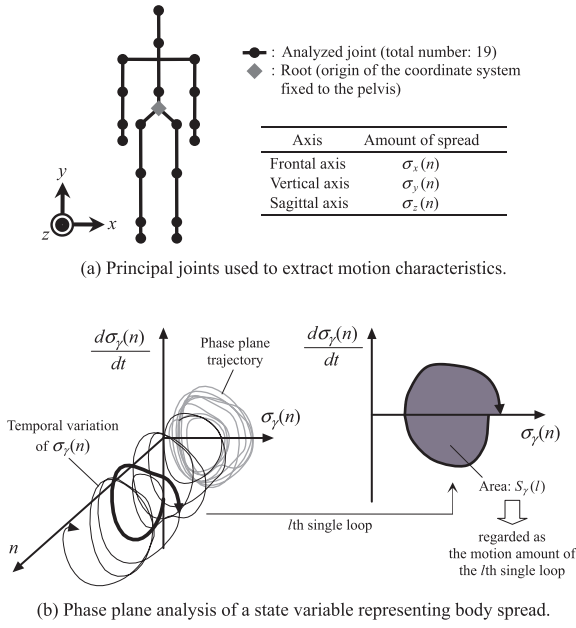 : Analyzed joint (total number: 19)
: Root (origin of the coordinate system
fixed to the pelvis)
Axis Amount of spread
Frontal axis σx(n)
Vertical axis σy(n)
Sagittal axis σz(n)
y
x
z
(a) Principal joints used to extract motion characteristics.
dσγ(n)
dt
Phase plane
trajectory
σγ(n)
Temporal variation
of σγ(n)
n
lth single loop
dσγ(n)
dt
σγ(n)
Area: Sγ(l)
regarded as
the motion amount of
the lth single loop
(b) Phase plane analysis of a state variable representing body spread.